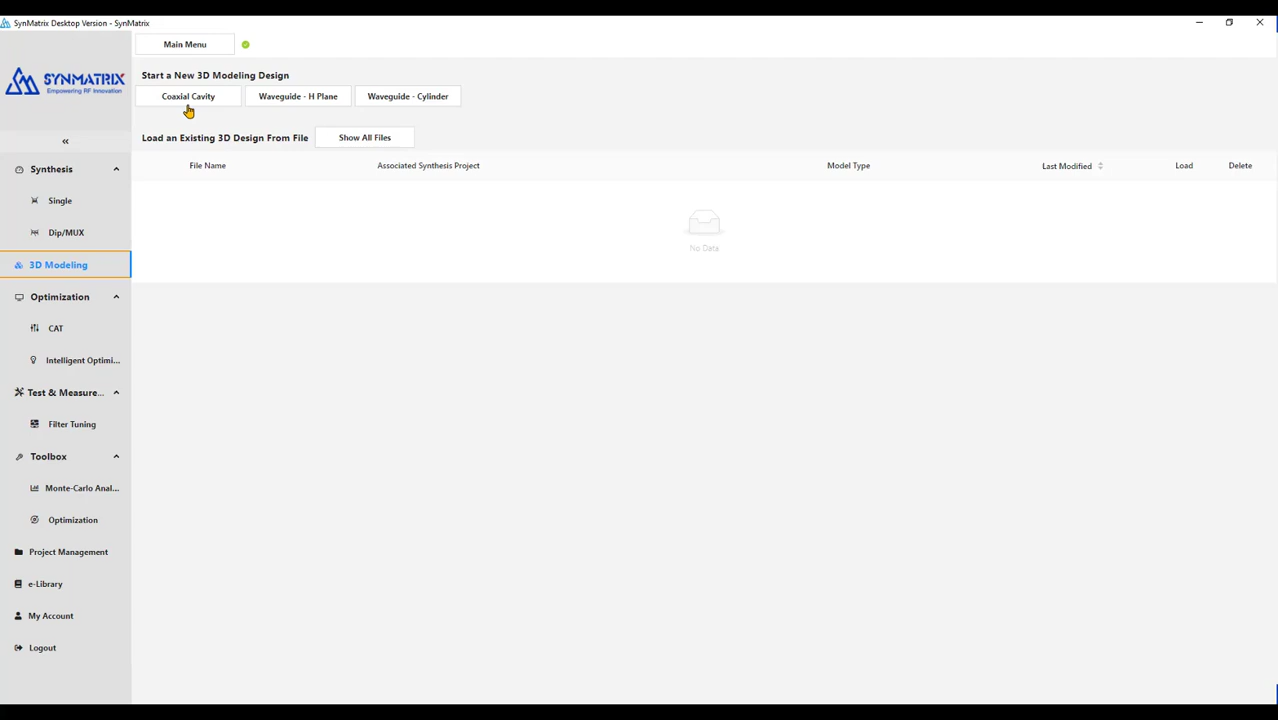 SynMatrix Desktop Version - SynMatrix
SYNMATRIX
Empowering RF Innovation
Main Menu
Start a New 3D Modeling Design
Coaxial Cavity
Waveguide - H Plane
Waveguide - Cylinder
Load an Existing 3D Design From File
Show All Files
File Name
Associated Synthesis Project
Model Type
Last Modified
Load
Delete
No Data
Synthesis
Single
Dip/MUX
3D Modeling
Optimization
CAT
Intelligent Optimi...
Test & Measure...
Filter Tuning
Toolbox
Monte-Carlo Anal...
Optimization
Project Management
e-Library
My Account
Logout